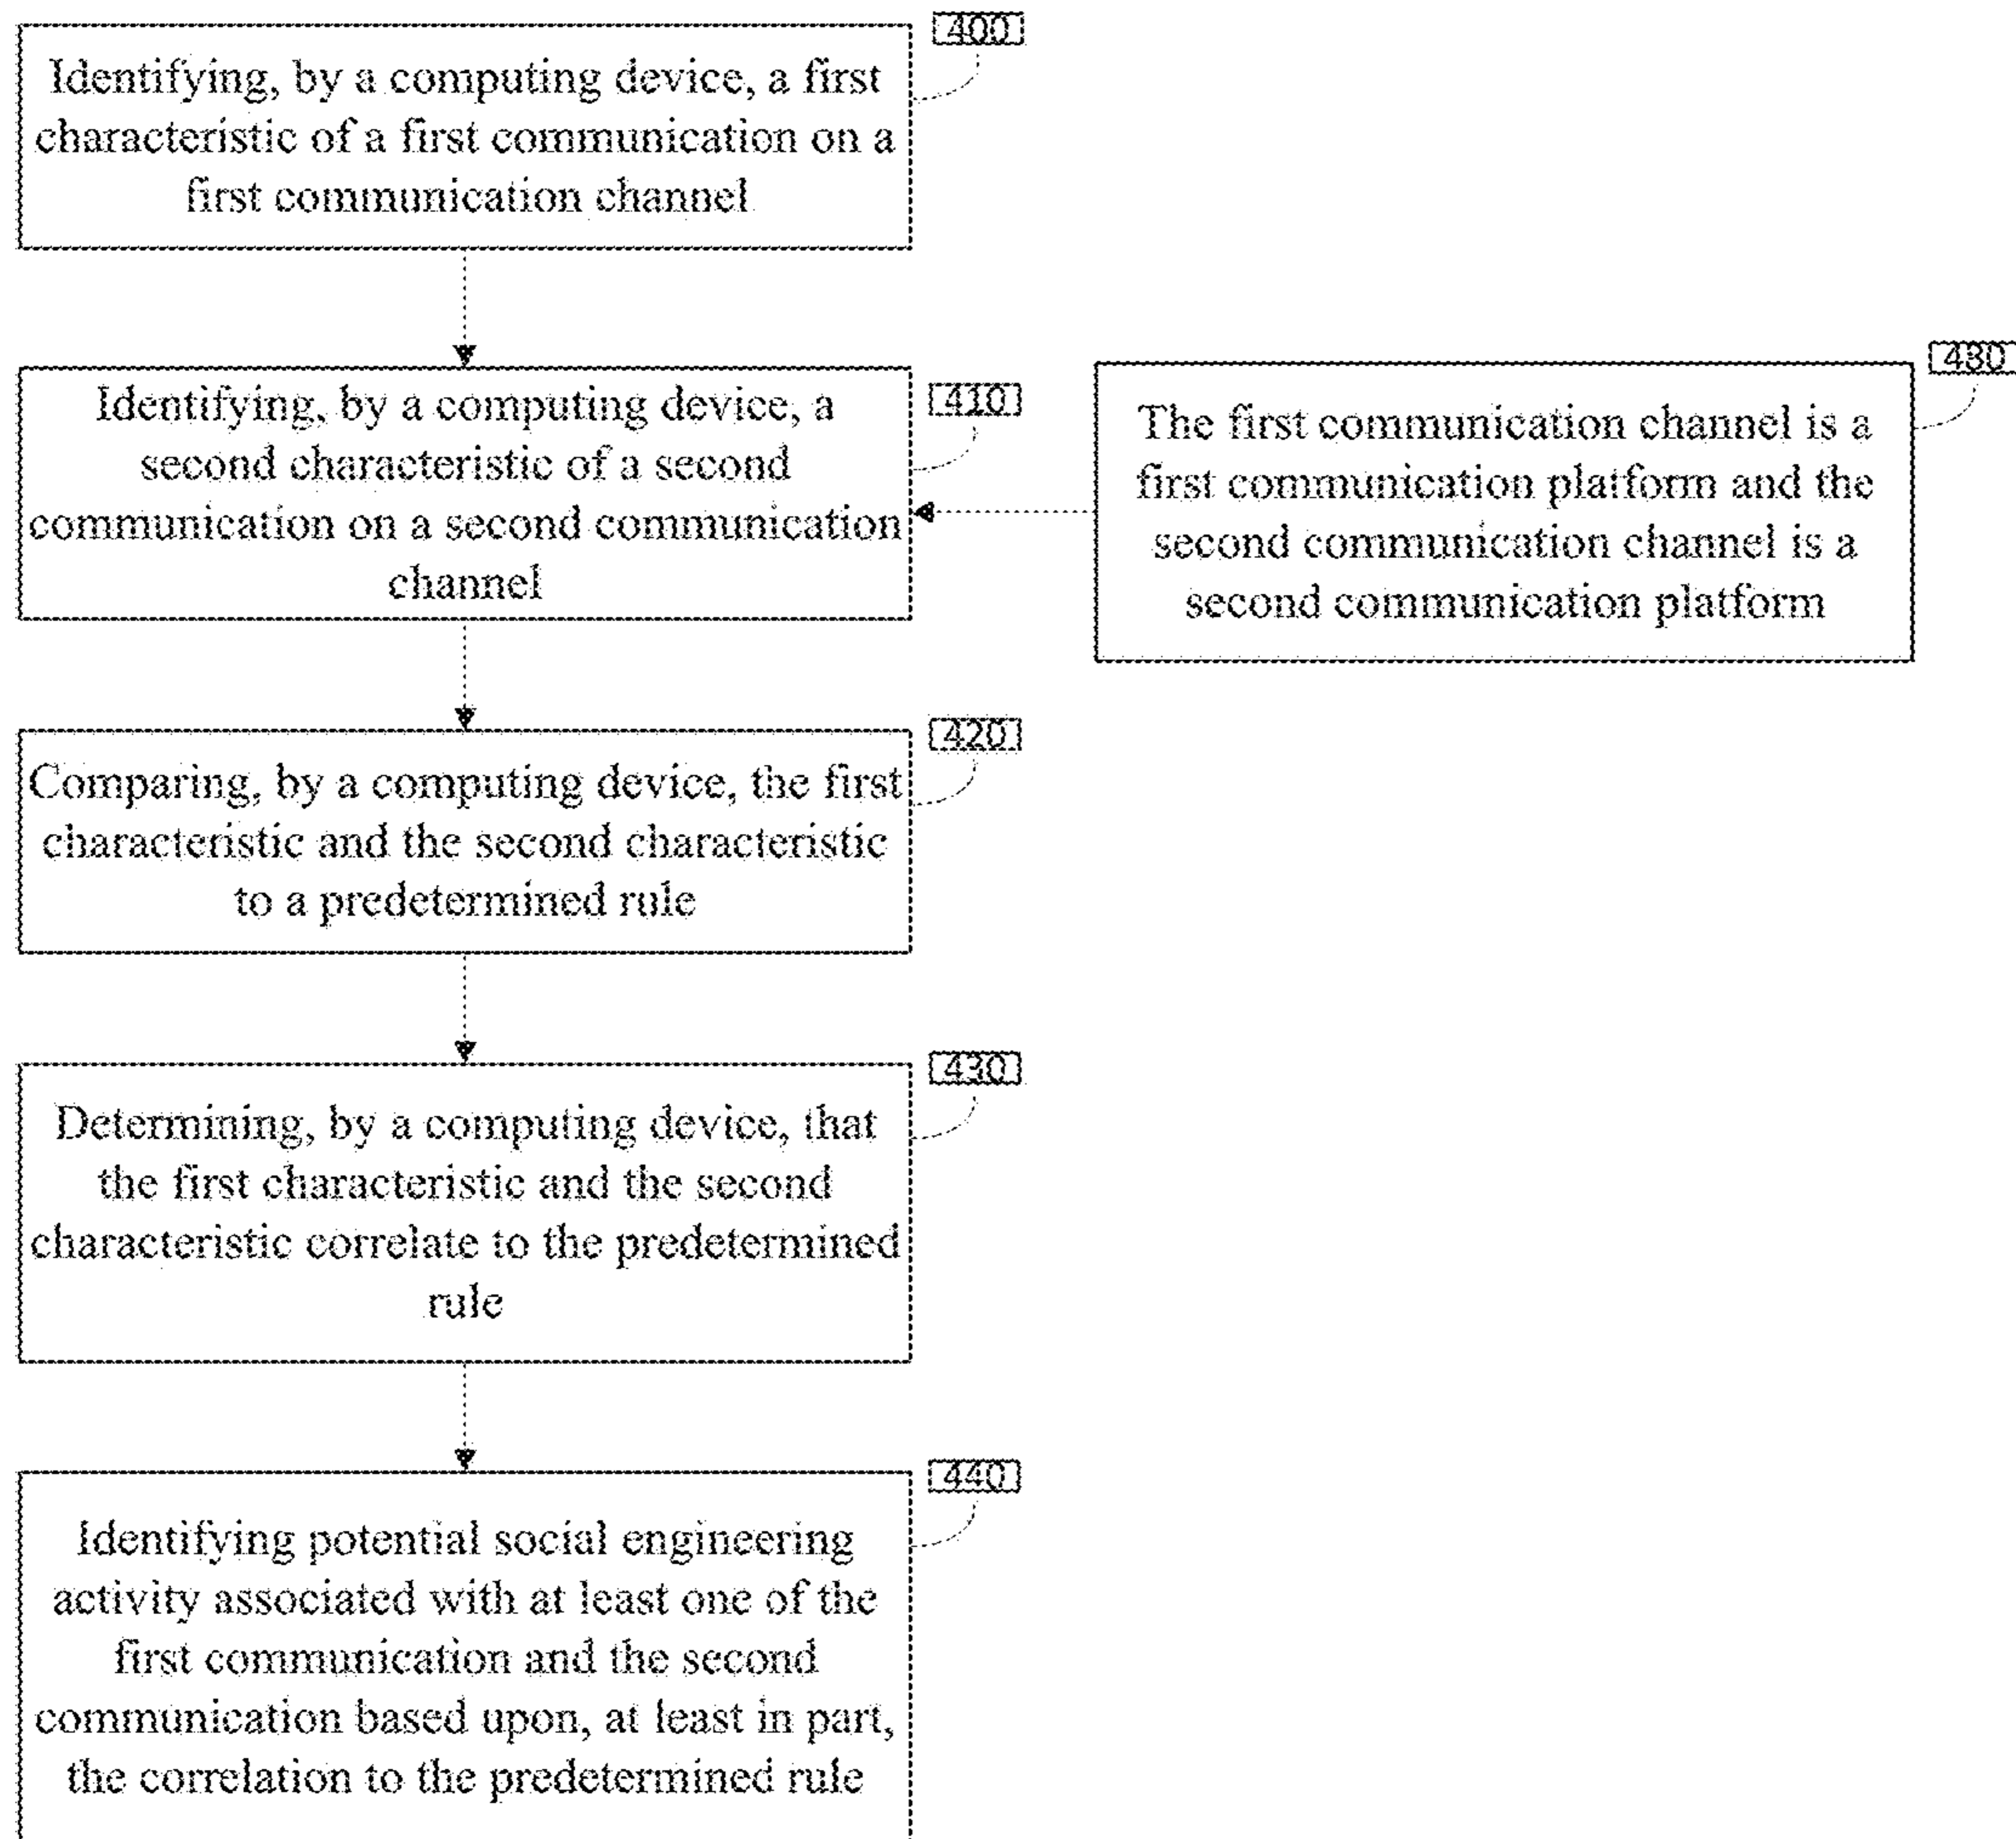 400
Identifying, by a computing device, a first
characteristic of a first communication on a
first communication channel
410
Identifying, by a computing device, a
second characteristic of a second
communication on a second communication
channel
480
The first communication channel is a
first communication platform and the
second communication channel is a
second communication platform
420
Comparing, by a computing device, the first
characteristic and the second characteristic
to a predetermined rule
430
Determining, by a computing device, that
the first characteristic and the second
characteristic correlate to the predetermined
rule
440
Identifying potential social engineering
activity associated with at least one of the
first communication and the second
communication based upon, at least in part,
the correlation to the predetermined rule